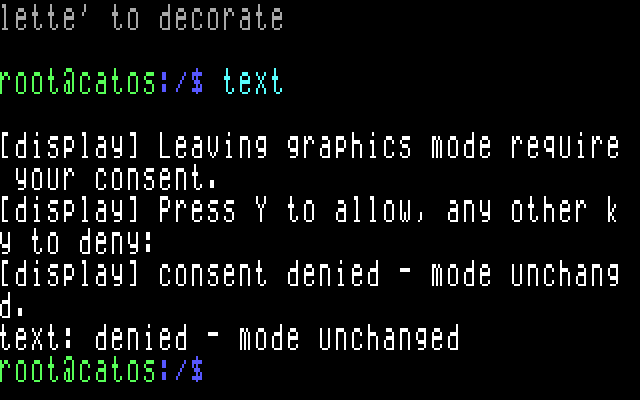 lette' to decorate
root@catos:/$ text
[display] Leaving graphics mode require
your consent.
[display] Press Y to allow, any other k
y to deny:
[display] consent denied - mode unchang
d.
text: denied - mode unchanged
root@catos:/$